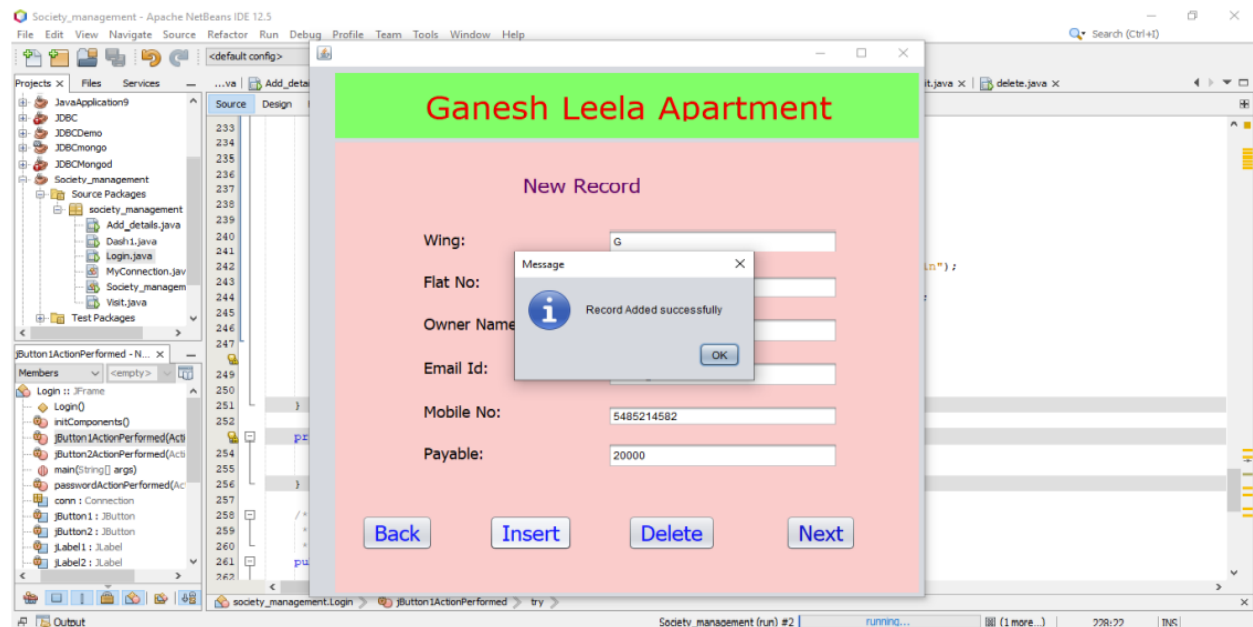 Society_management - Apache NetBeans IDE 12.5
File Edit View Navigate Source Refactor Run Debug Profile Team Tools Window Help
Search (Ctrl+I)
<default config>
Projects Files Services
...va Add_detai
it.java delete.java
Source Design
JavaApplication9
JDBC
JDBCDemo
JDBCmongo
JDBCMongod
Society_management
Source Packages
society_management
Add_details.java
Dash1.java
Login.java
MyConnection.jav
Society_managem
Visit.java
Test Packages
jButton1ActionPerformed - N...
Members <empty>
Login :: JFrame
Login()
initComponents()
jButton1ActionPerformed(Acti
jButton2ActionPerformed(Acti
main(String[] args)
passwordActionPerformed(Ac
conn : Connection
jButton1 : JButton
jButton2 : JButton
jLabel1 : JLabel
jLabel2 : JLabel
233
234
235
236
237
238
239
240
241
242 in");
243
244 ;
245
246
247
249
250
251 }
252
pr
254
255
256 }
257
258 /*
259 *
260 *
261 pu
262
Ganesh Leela Apartment
New Record
Wing: G
Flat No:
Owner Name
Email Id:
Mobile No: 5485214582
Payable: 20000
Message
Record Added successfully
OK
Back Insert Delete Next
society_management.Login jButton1ActionPerformed try
Output
Society_management (run) #2 running... (1 more...) 228:22 INS